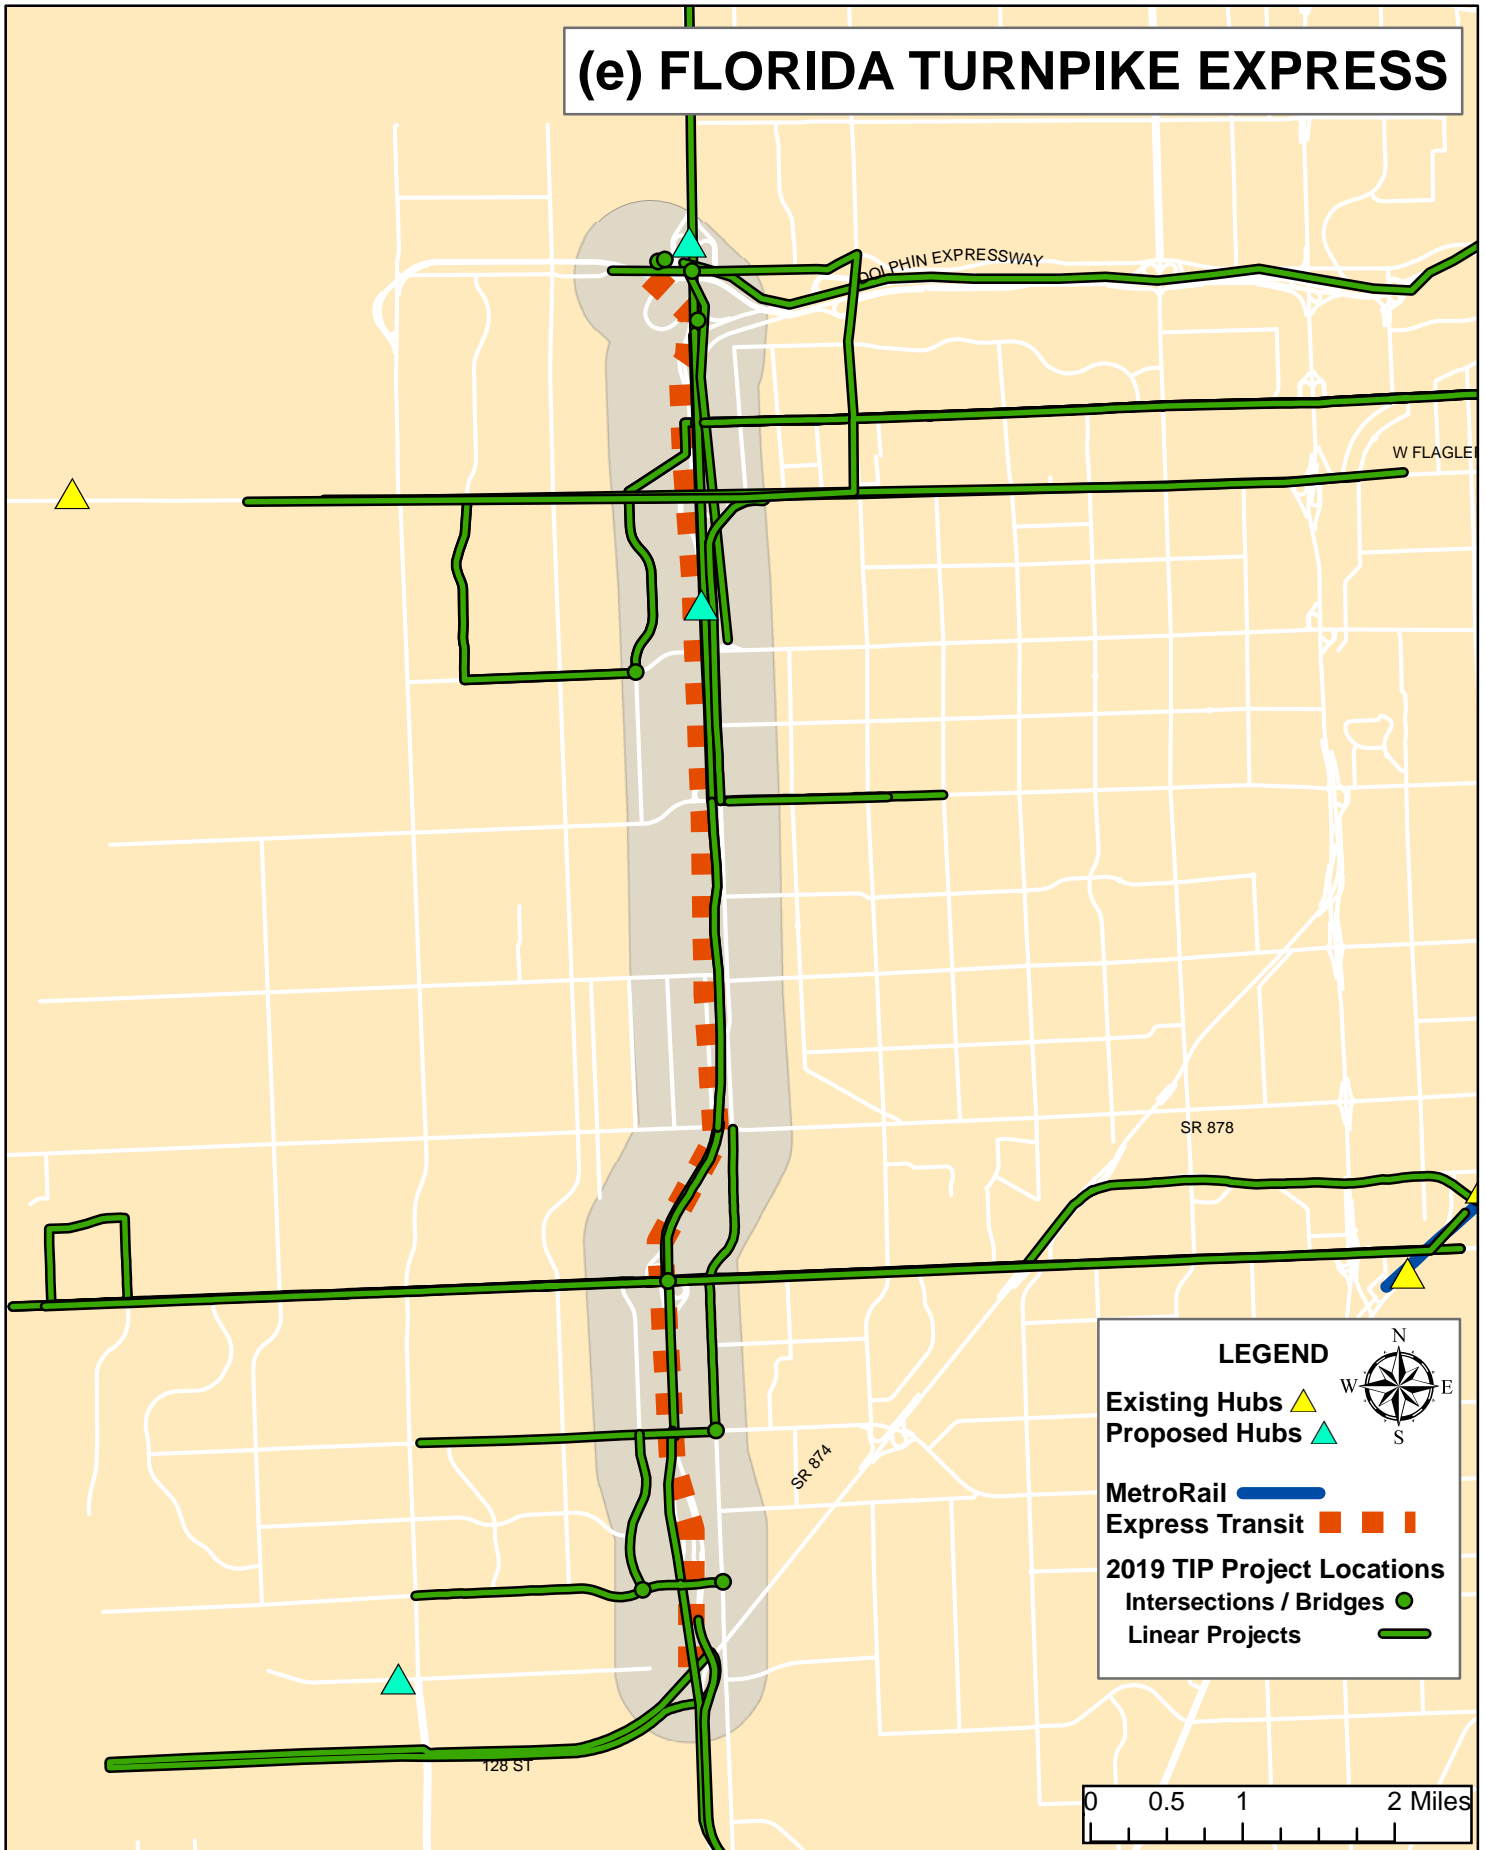 (e) FLORIDA TURNPIKE EXPRESS
DOLPHIN EXPRESSWAY
W FLAGLER
SR 878
SR 874
128 ST
LEGEND
N
W E
S
Existing Hubs
Proposed Hubs
MetroRail
Express Transit
2019 TIP Project Locations
Intersections / Bridges
Linear Projects
0 0.5 1 2 Miles